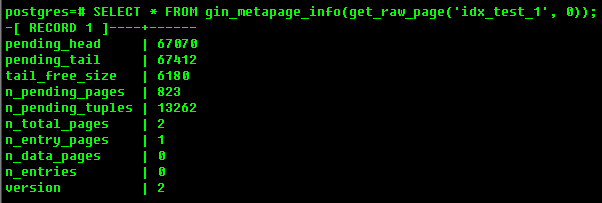 postgres=# SELECT * FROM gin_metapage_info(get_raw_page('idx_test_1', 0));
-[ RECORD 1 ]----+------
pending_head     | 67070
pending_tail     | 67412
tail_free_size   | 6180
n_pending_pages  | 823
n_pending_tuples | 13262
n_total_pages    | 2
n_entry_pages    | 1
n_data_pages     | 0
n_entries        | 0
version          | 2